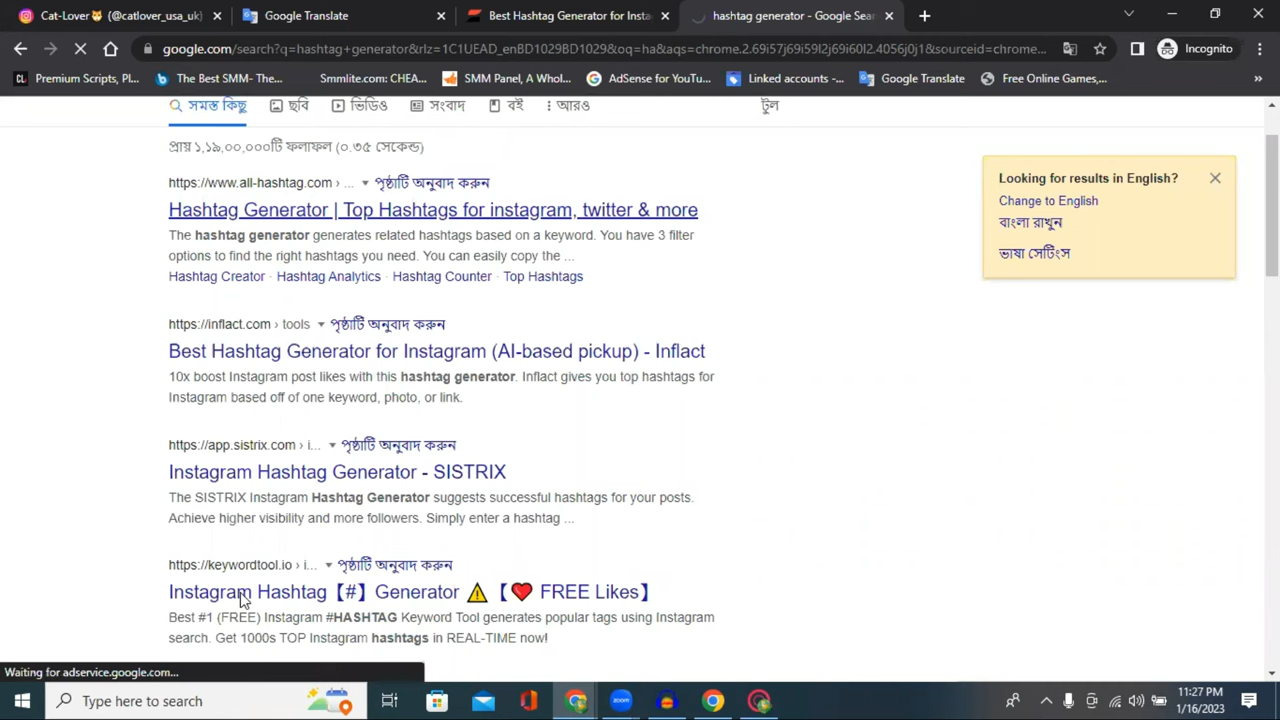 Cat-Lover (@catlover_usa_uk)
Google Translate
Best Hashtag Generator for Insta
hashtag generator - Google Sear
google.com/search?q=hashtag+generator&rlz=1C1UEAD_enBD1029BD1029&oq=ha&aqs=chrome.2.69i57j69i59l2j69i60l2.4056j0j1&sourceid=chrome...
Incognito
Premium Scripts, Pl...
The Best SMM- The...
Smmlite.com: CHEA...
SMM Panel, A Whol...
AdSense for YouTu...
Linked accounts -...
Google Translate
Free Online Games,...
সমস্ত কিছু
ছবি
ভিডিও
সংবাদ
বই
আরও
টুল
প্রায় ১,১৯,০০,০০০টি ফলাফল (০.৩৫ সেকেন্ড)
https://www.all-hashtag.com › ... পৃষ্ঠাটি অনুবাদ করুন
Hashtag Generator | Top Hashtags for instagram, twitter & more
The hashtag generator generates related hashtags based on a keyword. You have 3 filter
options to find the right hashtags you need. You can easily copy the ...
Hashtag Creator · Hashtag Analytics · Hashtag Counter · Top Hashtags
https://inflact.com › tools পৃষ্ঠাটি অনুবাদ করুন
Best Hashtag Generator for Instagram (AI-based pickup) - Inflact
10x boost Instagram post likes with this hashtag generator. Inflact gives you top hashtags for
Instagram based off of one keyword, photo, or link.
https://app.sistrix.com › i... পৃষ্ঠাটি অনুবাদ করুন
Instagram Hashtag Generator - SISTRIX
The SISTRIX Instagram Hashtag Generator suggests successful hashtags for your posts.
Achieve higher visibility and more followers. Simply enter a hashtag ...
https://keywordtool.io › i... পৃষ্ঠাটি অনুবাদ করুন
Instagram Hashtag【#】Generator ⚠️【❤️ FREE Likes】
Best #1 (FREE) Instagram #HASHTAG Keyword Tool generates popular tags using Instagram
search. Get 1000s TOP Instagram hashtags in REAL-TIME now!
Looking for results in English?
Change to English
বাংলা রাখুন
ভাষা সেটিংস
Waiting for adservice.google.com...
Type here to search
11:27 PM
1/16/2023